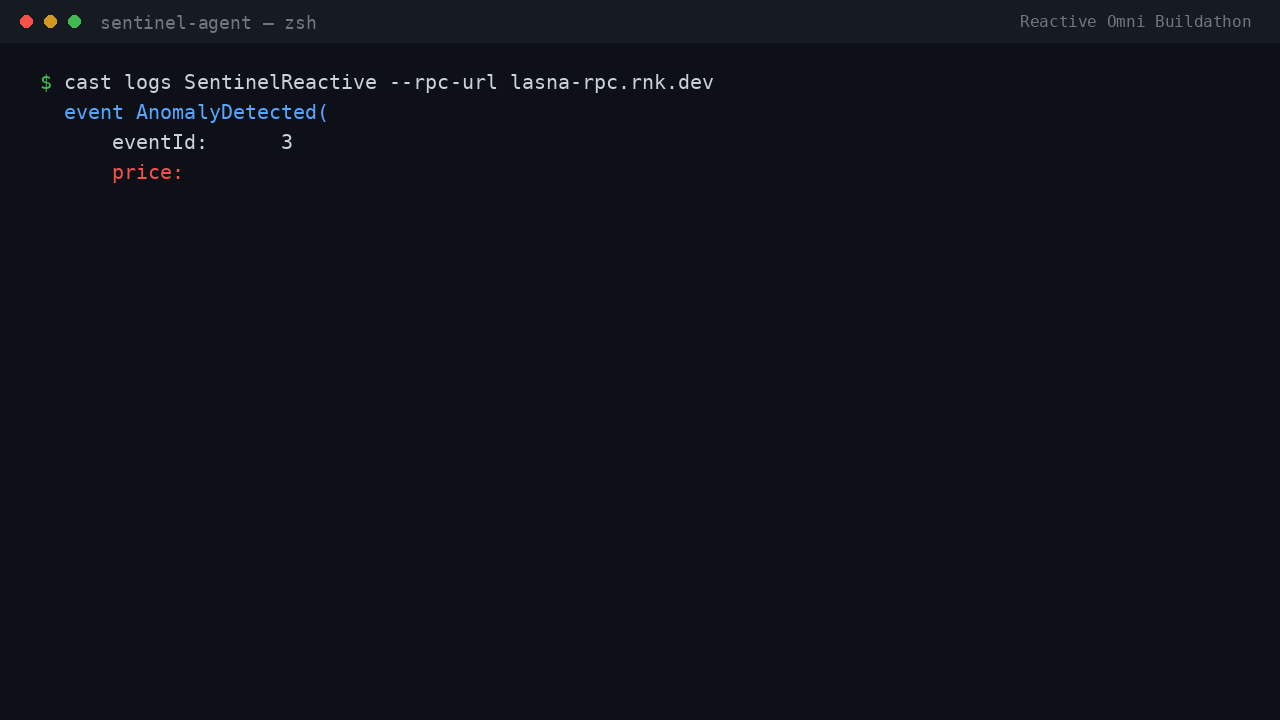 sentinel-agent — zsh
Reactive Omni Buildathon
$ cast logs SentinelReactive --rpc-url lasna-rpc.rnk.dev
event AnomalyDetected(
eventId: 3
price: